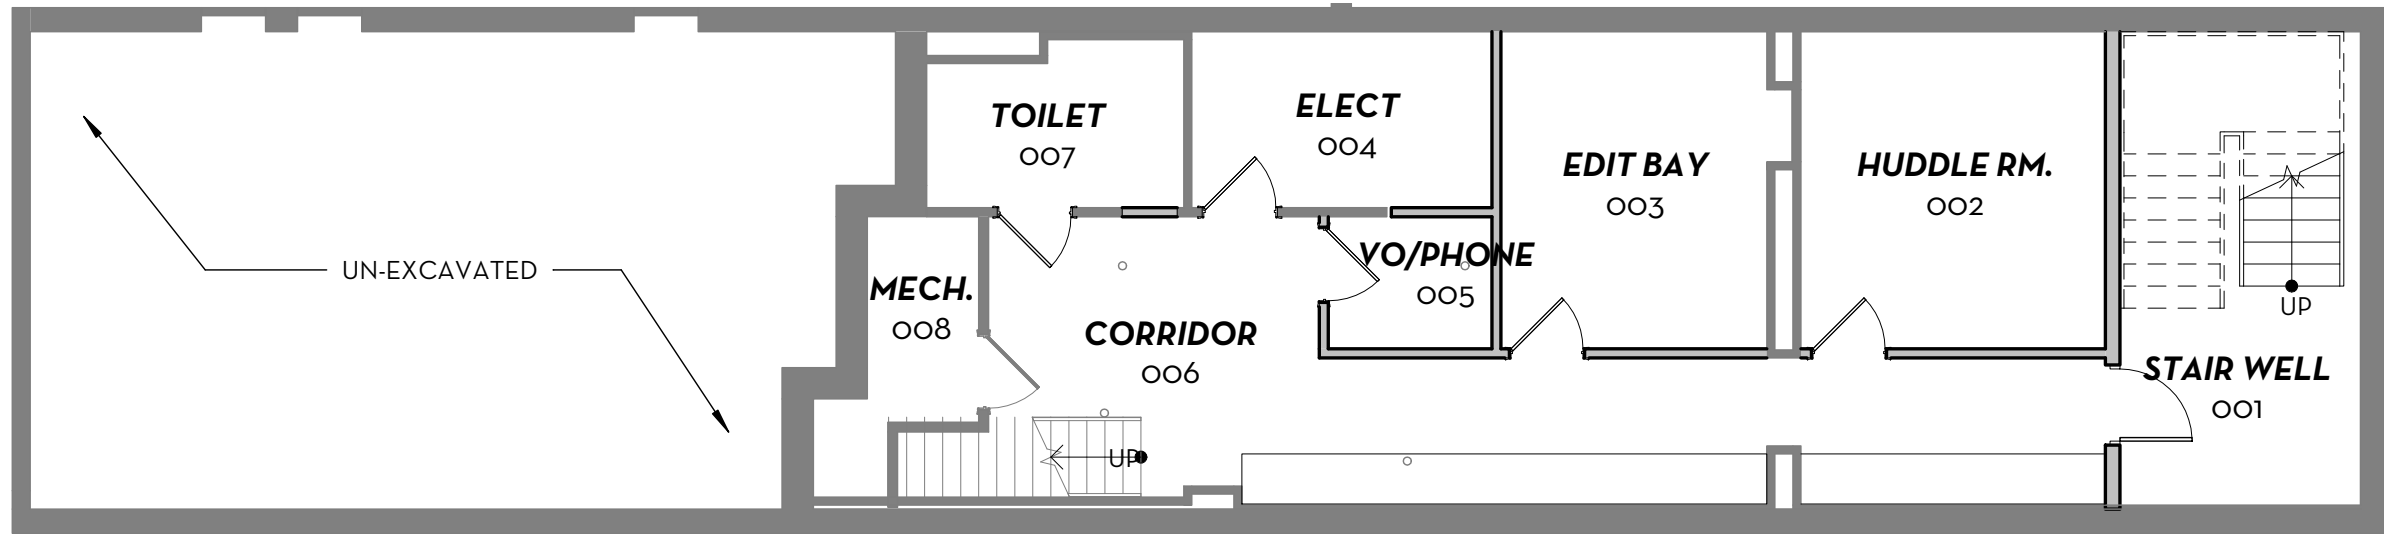 TOILET
007
ELECT
004
EDIT BAY
003
HUDDLE RM.
002
UN-EXCAVATED
MECH.
008
VO/PHONE
005
CORRIDOR
006
UP
UP
STAIR WELL
001